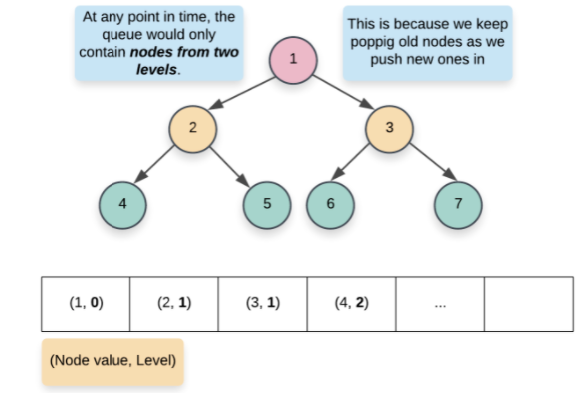 At any point in time, the
queue would only
contain nodes from two
levels.
This is because we keep
poppig old nodes as we
push new ones in
1
2
3
4
5
6
7
(1, 0)
(2, 1)
(3, 1)
(4, 2)
...
(Node value, Level)